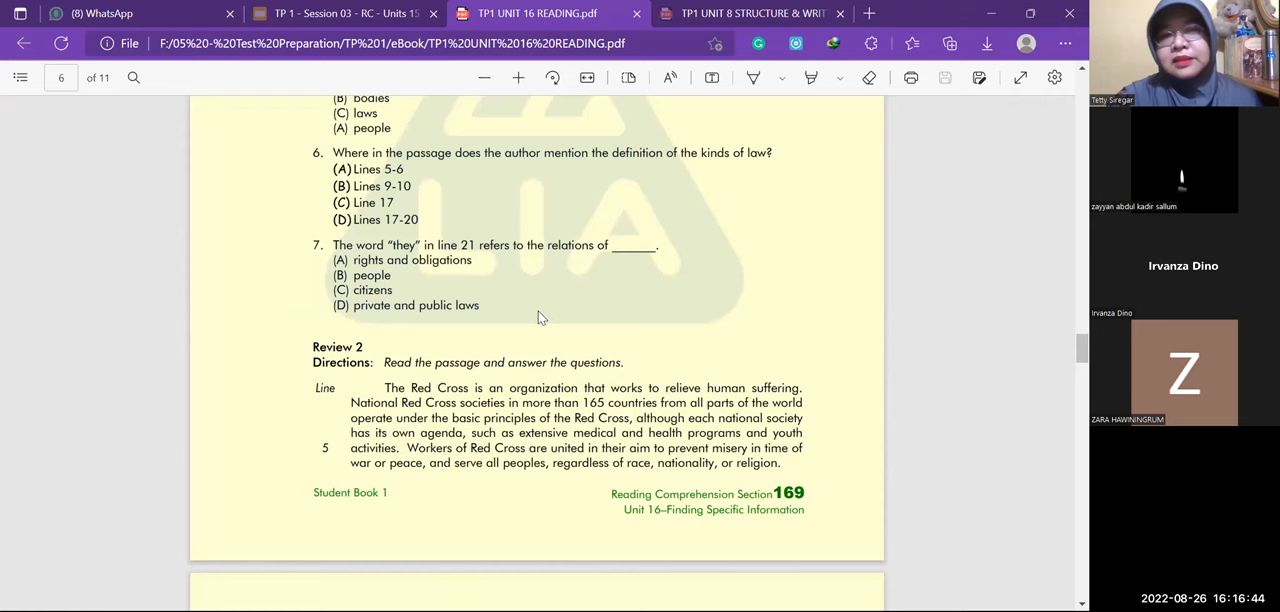 (8) WhatsApp
TP 1 - Session 03 - RC - Units 15
TP1 UNIT 16 READING.pdf
TP1 UNIT 8 STRUCTURE & WRIT
File
F:/05%20-%20Test%20Preparation/TP%201/eBook/TP1%20UNIT%2016%20READING.pdf
6 of 11
(B) bodies
(C) laws
(A) people
6. Where in the passage does the author mention the definition of the kinds of law?
(A) Lines 5-6
(B) Lines 9-10
(C) Line 17
(D) Lines 17-20
7. The word “they” in line 21 refers to the relations of ______.
(A) rights and obligations
(B) people
(C) citizens
(D) private and public laws
LIA
Review 2
Directions: Read the passage and answer the questions.
Line The Red Cross is an organization that works to relieve human suffering.
National Red Cross societies in more than 165 countries from all parts of the world
operate under the basic principles of the Red Cross, although each national society
has its own agenda, such as extensive medical and health programs and youth
5 activities. Workers of Red Cross are united in their aim to prevent misery in time of
war or peace, and serve all peoples, regardless of race, nationality, or religion.
Student Book 1
Reading Comprehension Section 169
Unit 16–Finding Specific Information
Tetty Siregar
zayyan abdul kadir sallum
Irvanza Dino
Irvanza Dino
Z
ZARA HAWININGRUM
2022-08-26 16:16:44